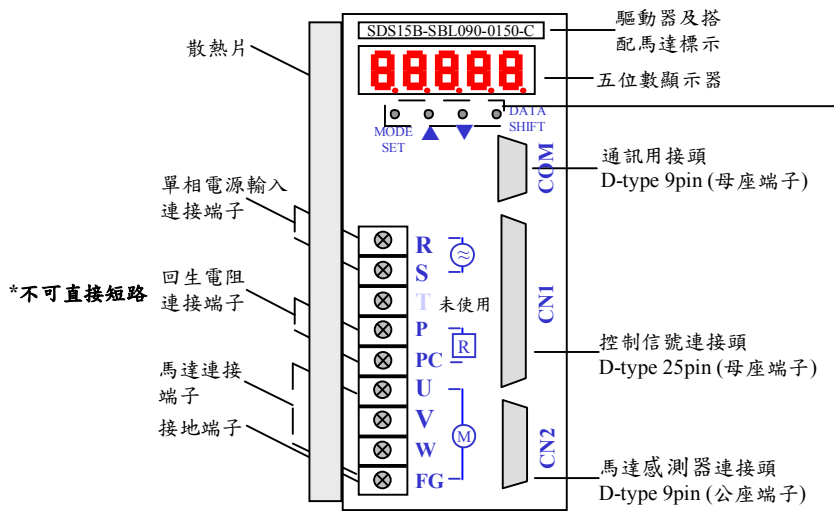 SDS15B-SBL090-0150-C
驅動器及搭
配馬達標示
散熱片
88888
五位數顯示器
MODE
SET
DATA
SHIFT
COM
通訊用接頭
D-type 9pin (母座端子)
單相電源輸入
連接端子
R
S
T 未使用
*不可直接短路
回生電阻
連接端子
P
R
PC
CN1
控制信號連接頭
D-type 25pin (母座端子)
馬達連接
端子
接地端子
U
V
M
W
FG
CN2
馬達感測器連接頭
D-type 9pin (公座端子)